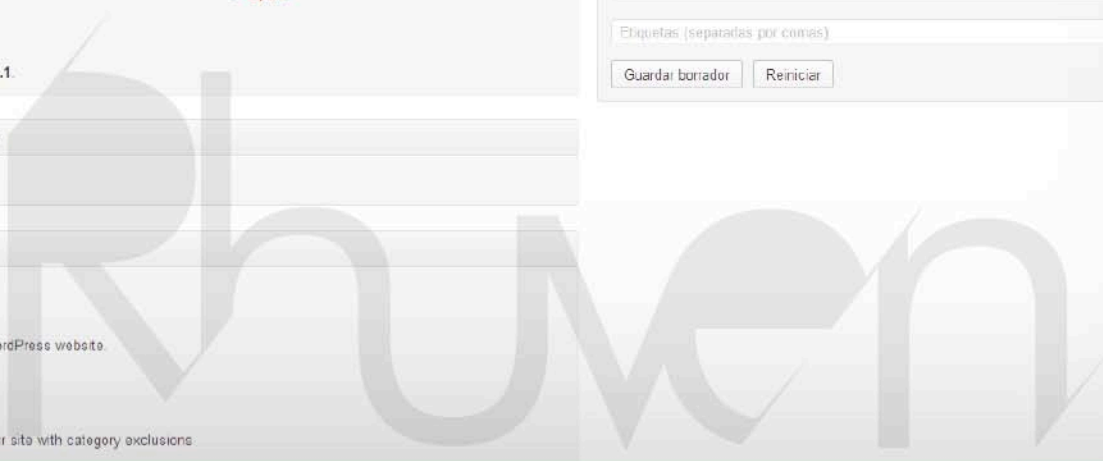 Etiquetas (separadas por comas)
.1.
Guardar borrador
Reiniciar
Rhuven
rdPress website.
r site with category exclusions